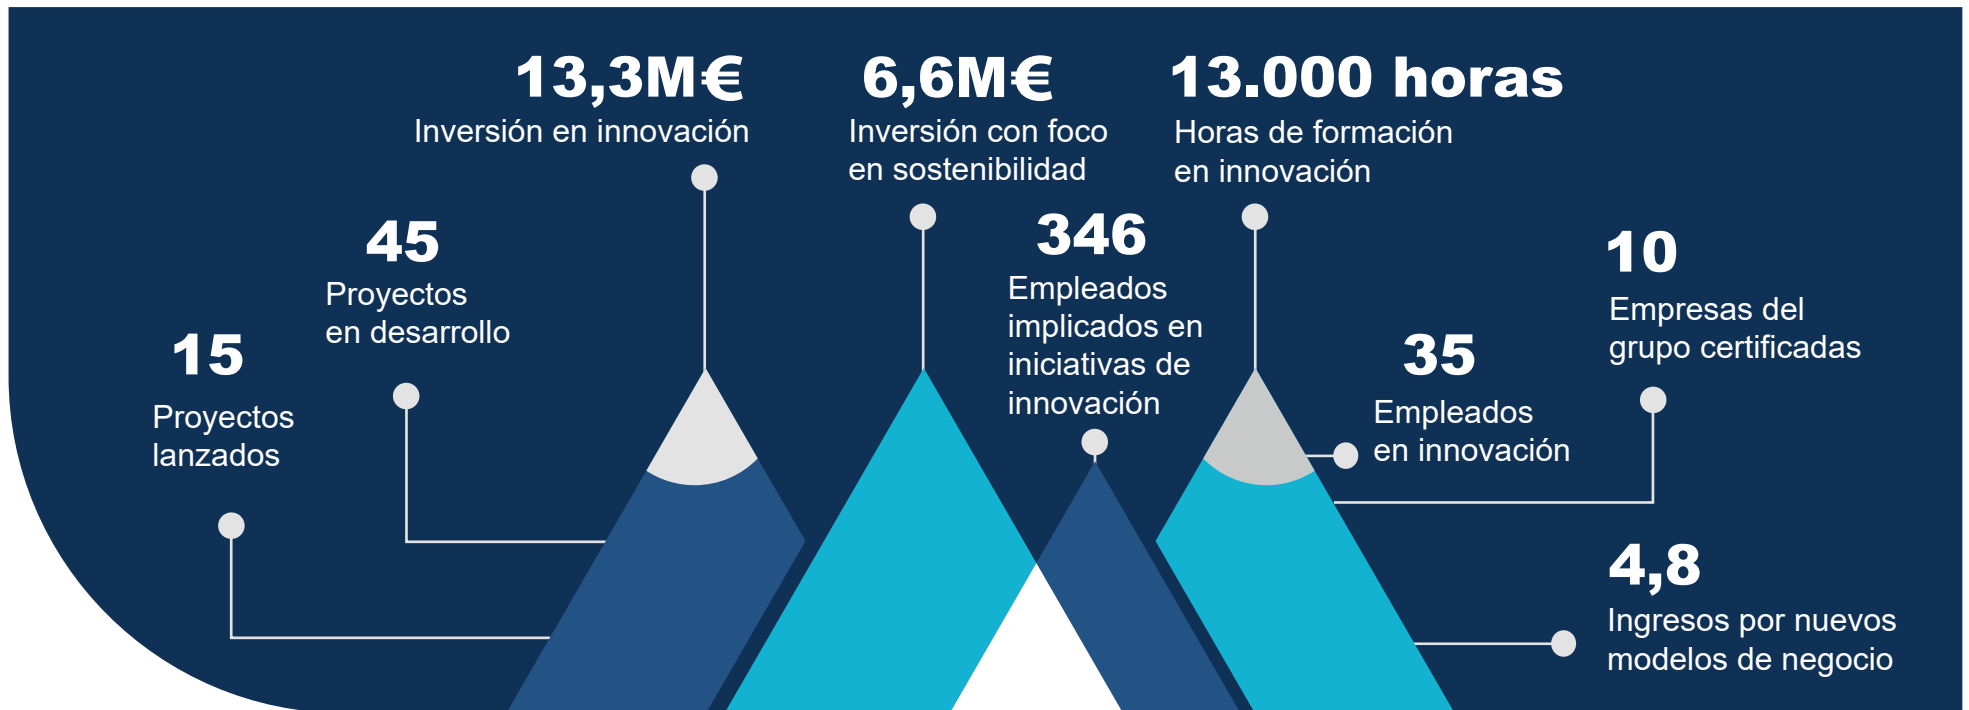 13,3M€
Inversión en innovación
6,6M€
Inversión con foco
en sostenibilidad
13.000 horas
Horas de formación
en innovación
45
Proyectos
en desarrollo
346
Empleados
implicados en
iniciativas de
innovación
10
Empresas del
grupo certificadas
15
Proyectos
lanzados
35
Empleados
en innovación
4,8
Ingresos por nuevos
modelos de negocio